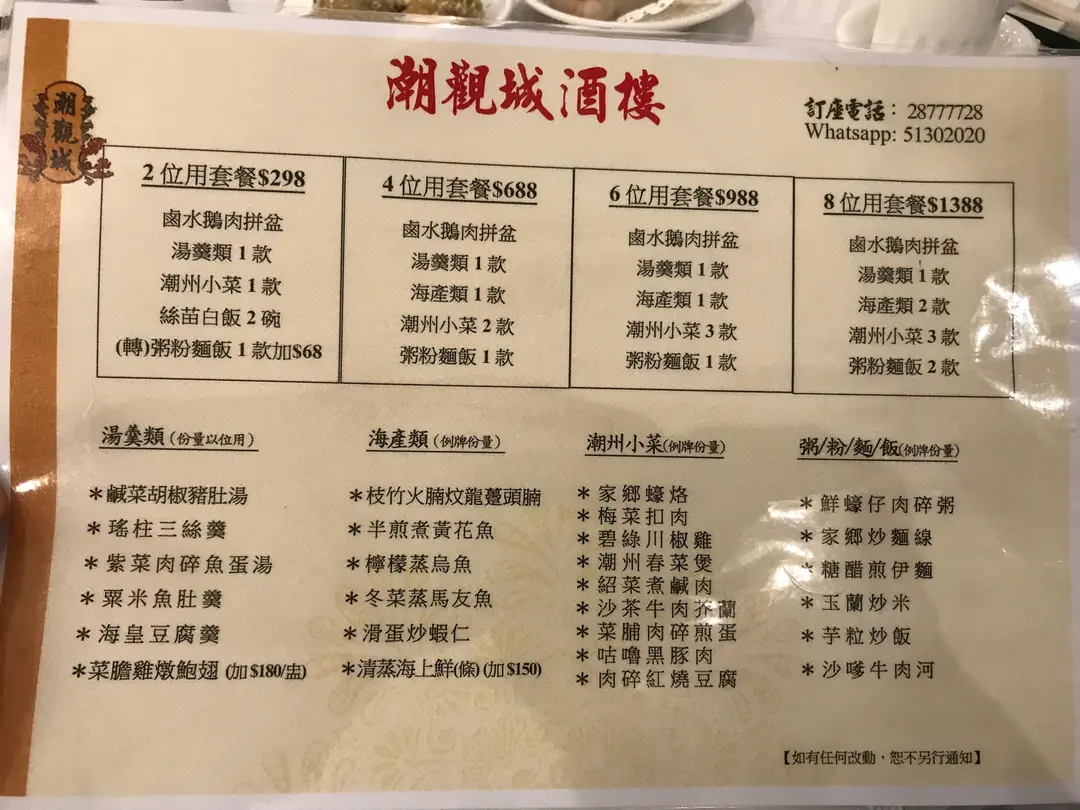 潮觀城酒樓
潮觀城
訂座電話：28777728
Whatsapp: 51302020
2 位用套餐$298
鹵水鵝肉拼盆
湯羹類 1 款
潮州小菜 1 款
絲苗白飯 2 碗
(轉)粥粉麵飯 1 款加$68
4 位用套餐$688
鹵水鵝肉拼盆
湯羹類 1 款
海產類 1 款
潮州小菜 2 款
粥粉麵飯 1 款
6 位用套餐$988
鹵水鵝肉拼盆
湯羹類 1 款
海產類 1 款
潮州小菜 3 款
粥粉麵飯 1 款
8 位用套餐$1388
鹵水鵝肉拼盆
湯羹類 1 款
海產類 2 款
潮州小菜 3 款
粥粉麵飯 2 款
湯羹類 (份量以位用)
*鹹菜胡椒豬肚湯
*瑤柱三絲羹
*紫菜肉碎魚蛋湯
*粟米魚肚羹
*海皇豆腐羹
*菜膽雞燉鮑翅 (加$180/盅)
海產類 (例牌份量)
*枝竹火腩炆龍躉頭腩
*半煎煮黃花魚
*檸檬蒸烏魚
*冬菜蒸馬友魚
*滑蛋炒蝦仁
*清蒸海上鮮(條) (加$150)
潮州小菜(例牌份量)
*家鄉蠔烙
*梅菜扣肉
*碧綠川椒雞
*潮州春菜煲
*紹菜煮鹹肉
*沙茶牛肉芥蘭
*菜脯肉碎煎蛋
*咕嚕黑豚肉
*肉碎紅燒豆腐
粥/粉/麵/飯(例牌份量)
*鮮蠔仔肉碎粥
*家鄉炒麵線
*糖醋煎伊麵
*玉蘭炒米
*芋粒炒飯
*沙嗲牛肉河
【如有任何改動，恕不另行通知】